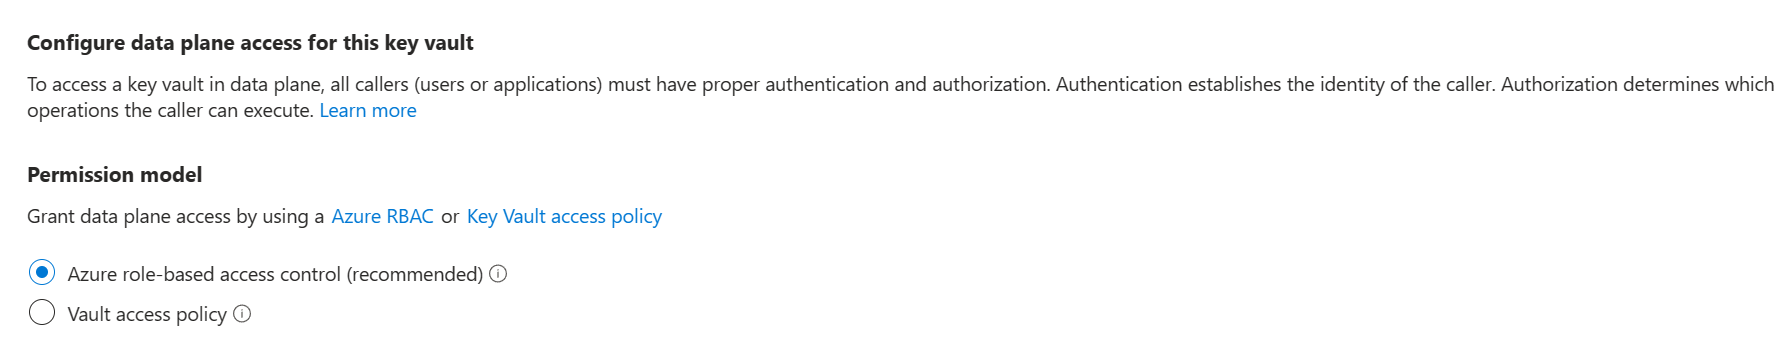 Configure data plane access for this key vault
To access a key vault in data plane, all callers (users or applications) must have proper authentication and authorization. Authentication establishes the identity of the caller. Authorization determines which
operations the caller can execute. Learn more
Permission model
Grant data plane access by using a Azure RBAC or Key Vault access policy
Azure role-based access control (recommended)
Vault access policy